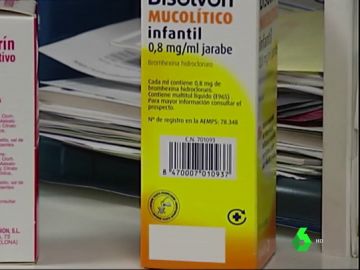 Bisolvon
MUCOLÍTICO
infantil
0,8 mg/ml jarabe
Bromhexina hidrocloruro
Cada ml contiene 0,8 mg de
bromhexina hidrocloruro.
Contiene maltitol líquido (E965)
Para mayor información consultar el
prospecto.
Nº de registro en la AEMPS: 78.348
C.N. 701093
8 470007 010937
HD